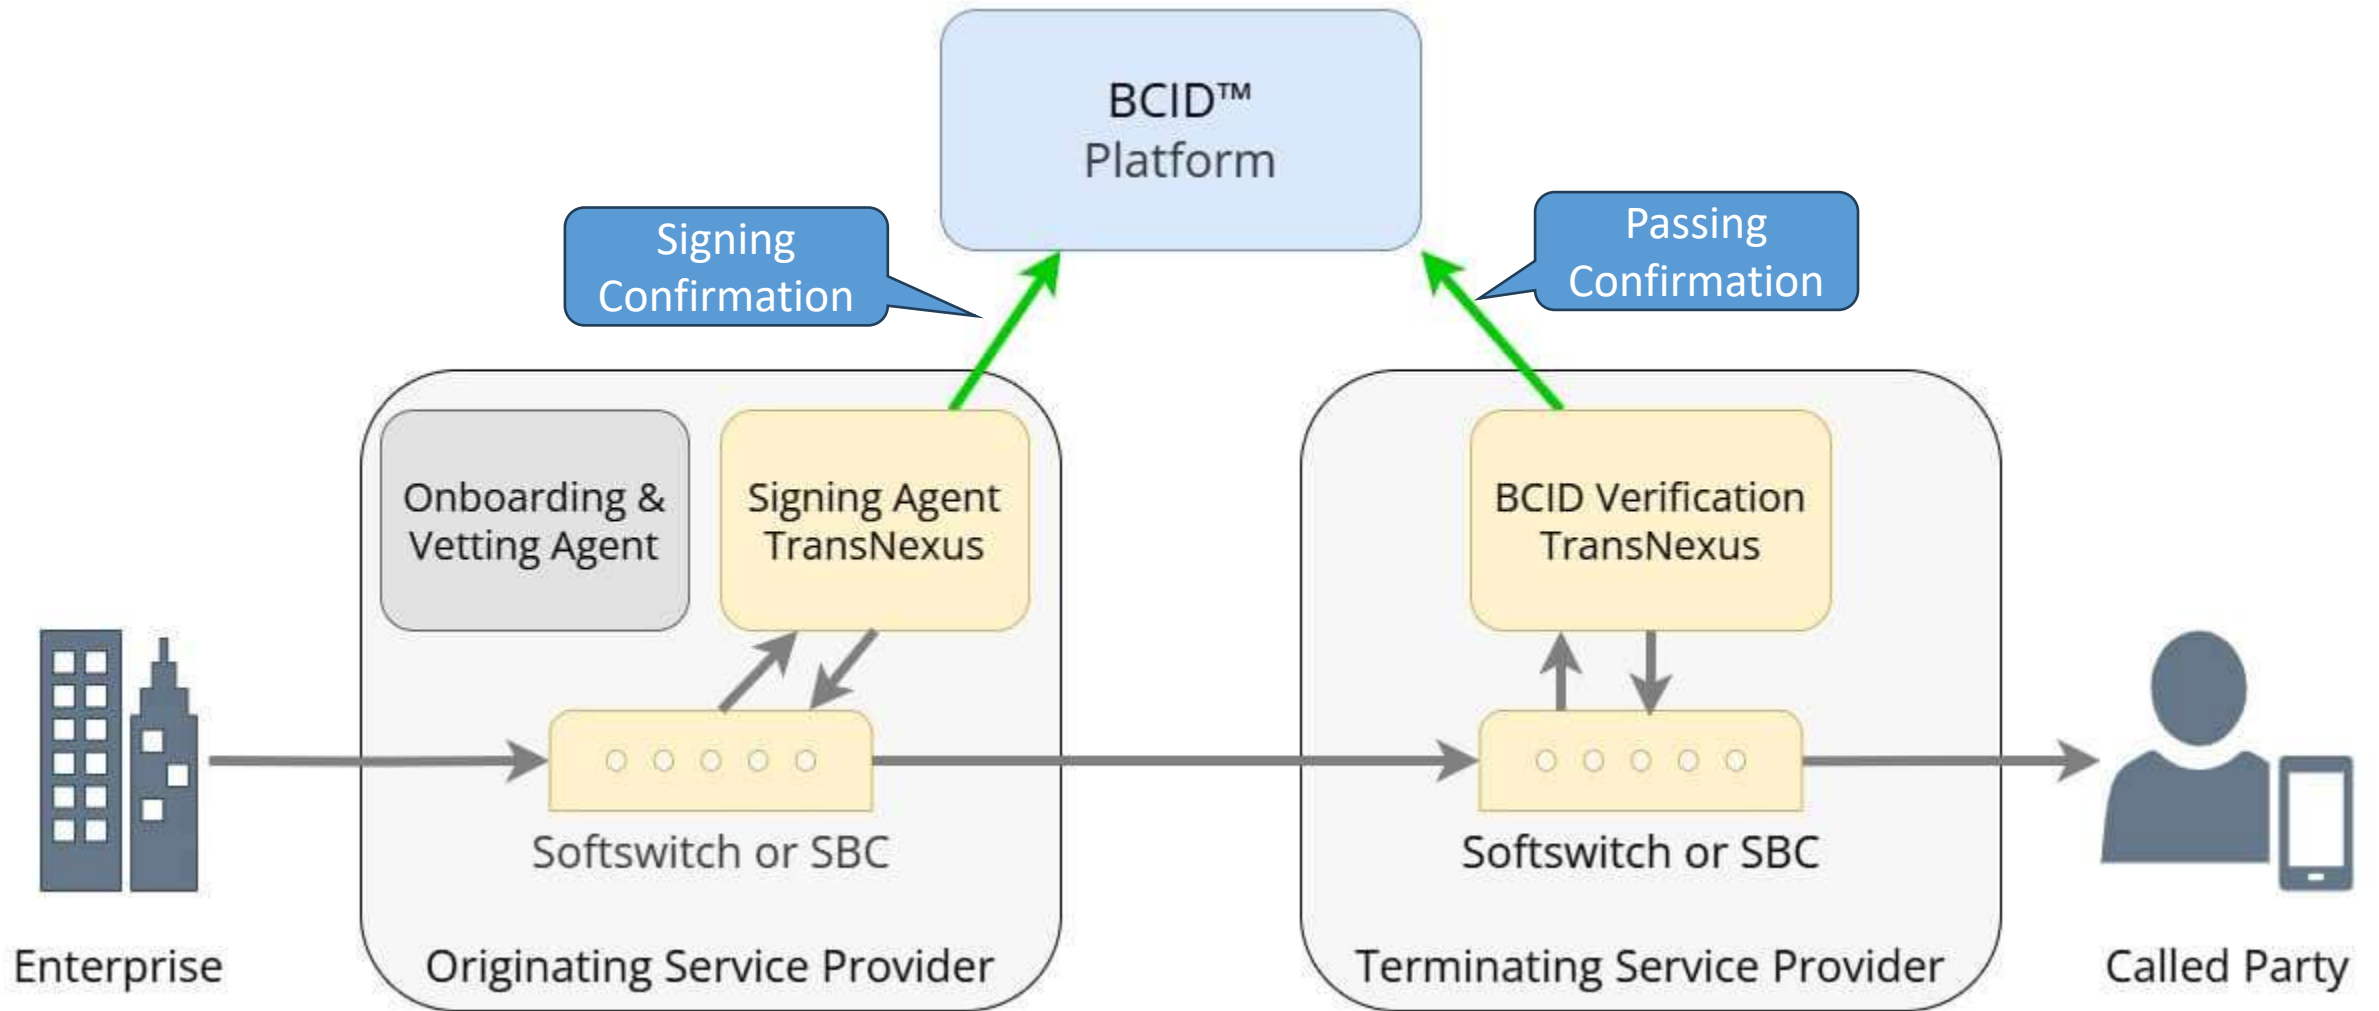 BCID™
Platform
Signing
Confirmation
Passing
Confirmation
Onboarding &
Vetting Agent
Signing Agent
TransNexus
BCID Verification
TransNexus
Softswitch or SBC
Softswitch or SBC
Enterprise
Originating Service Provider
Terminating Service Provider
Called Party